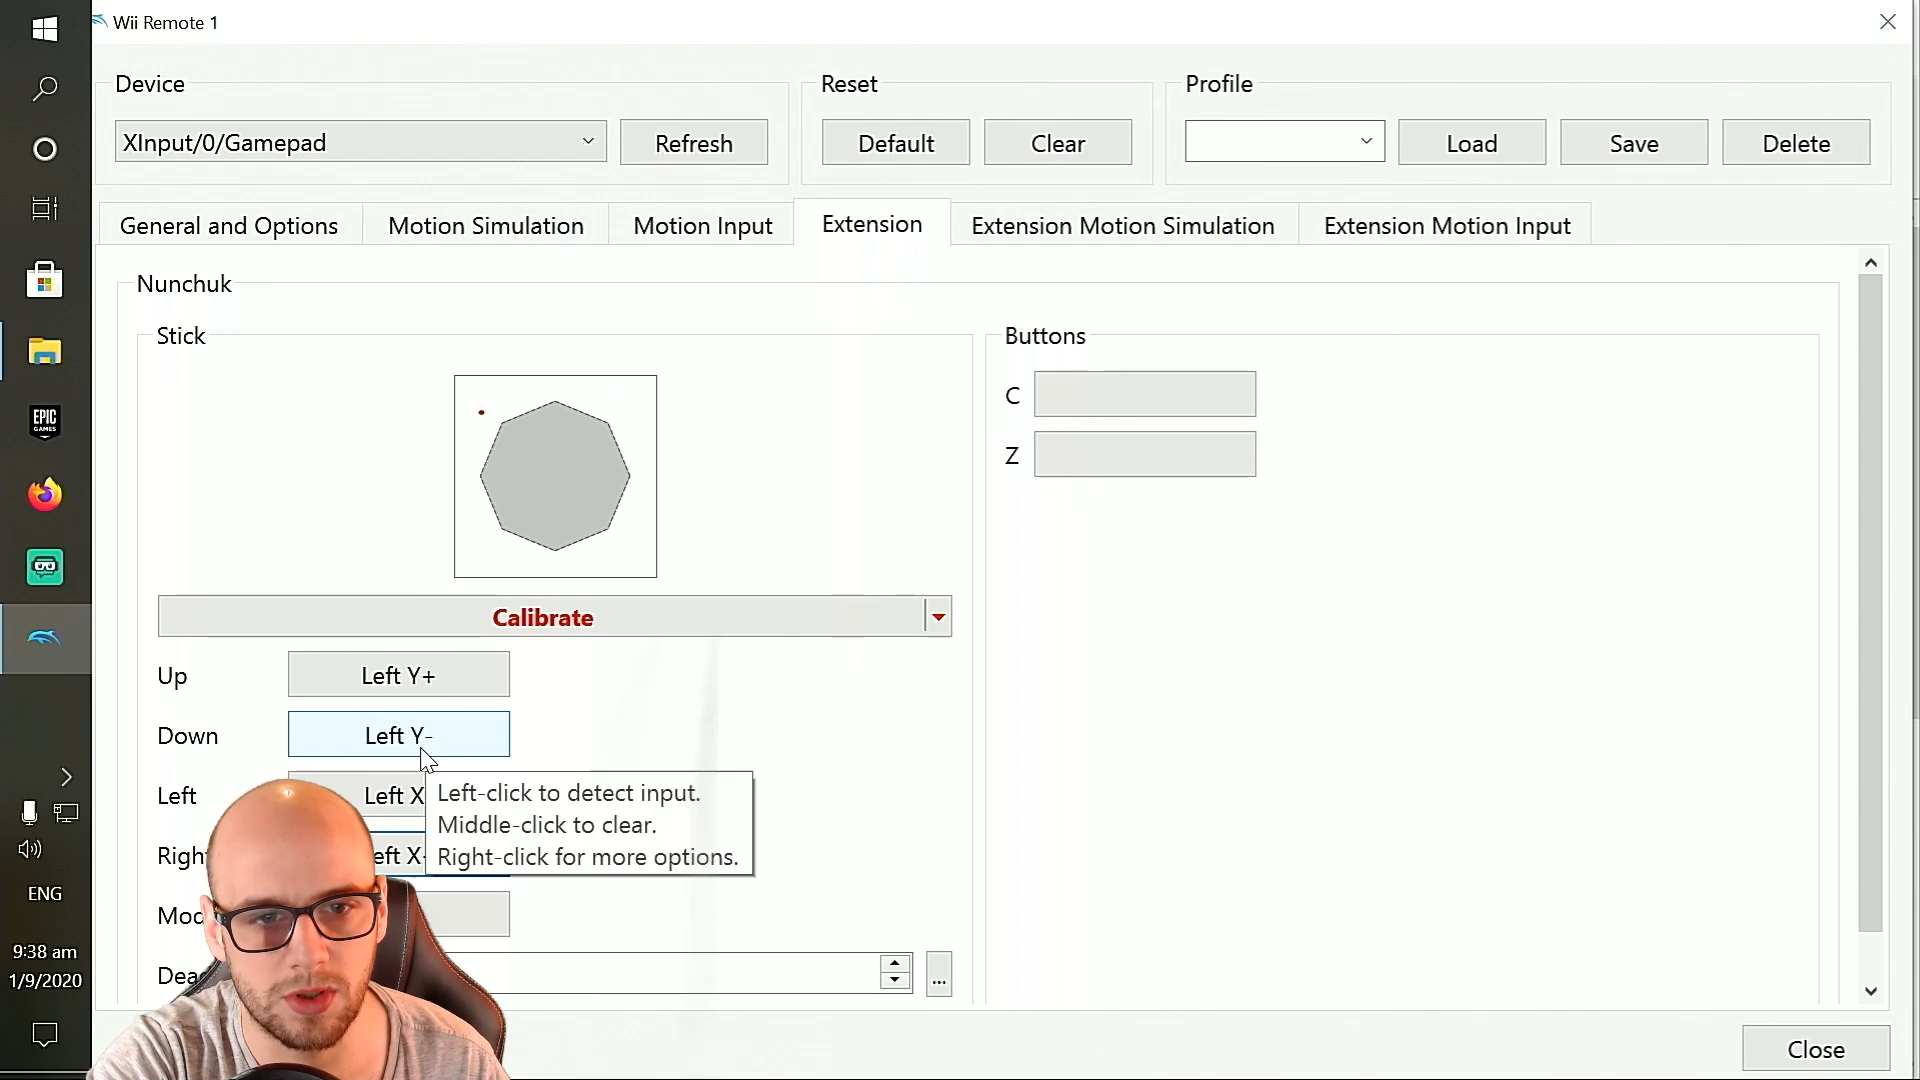 Wii Remote 1
Device
Reset
Profile
XInput/0/Gamepad
Refresh
Default
Clear
Load
Save
Delete
General and Options
Motion Simulation
Motion Input
Extension
Extension Motion Simulation
Extension Motion Input
Nunchuk
Stick
Buttons
C
Z
EPIC
GAMES
Calibrate
Up
Left Y+
Down
Left Y-
Left
Left X
Left-click to detect input.
Middle-click to clear.
Right-click for more options.
ENG
9:38 am
1/9/2020
...
Close